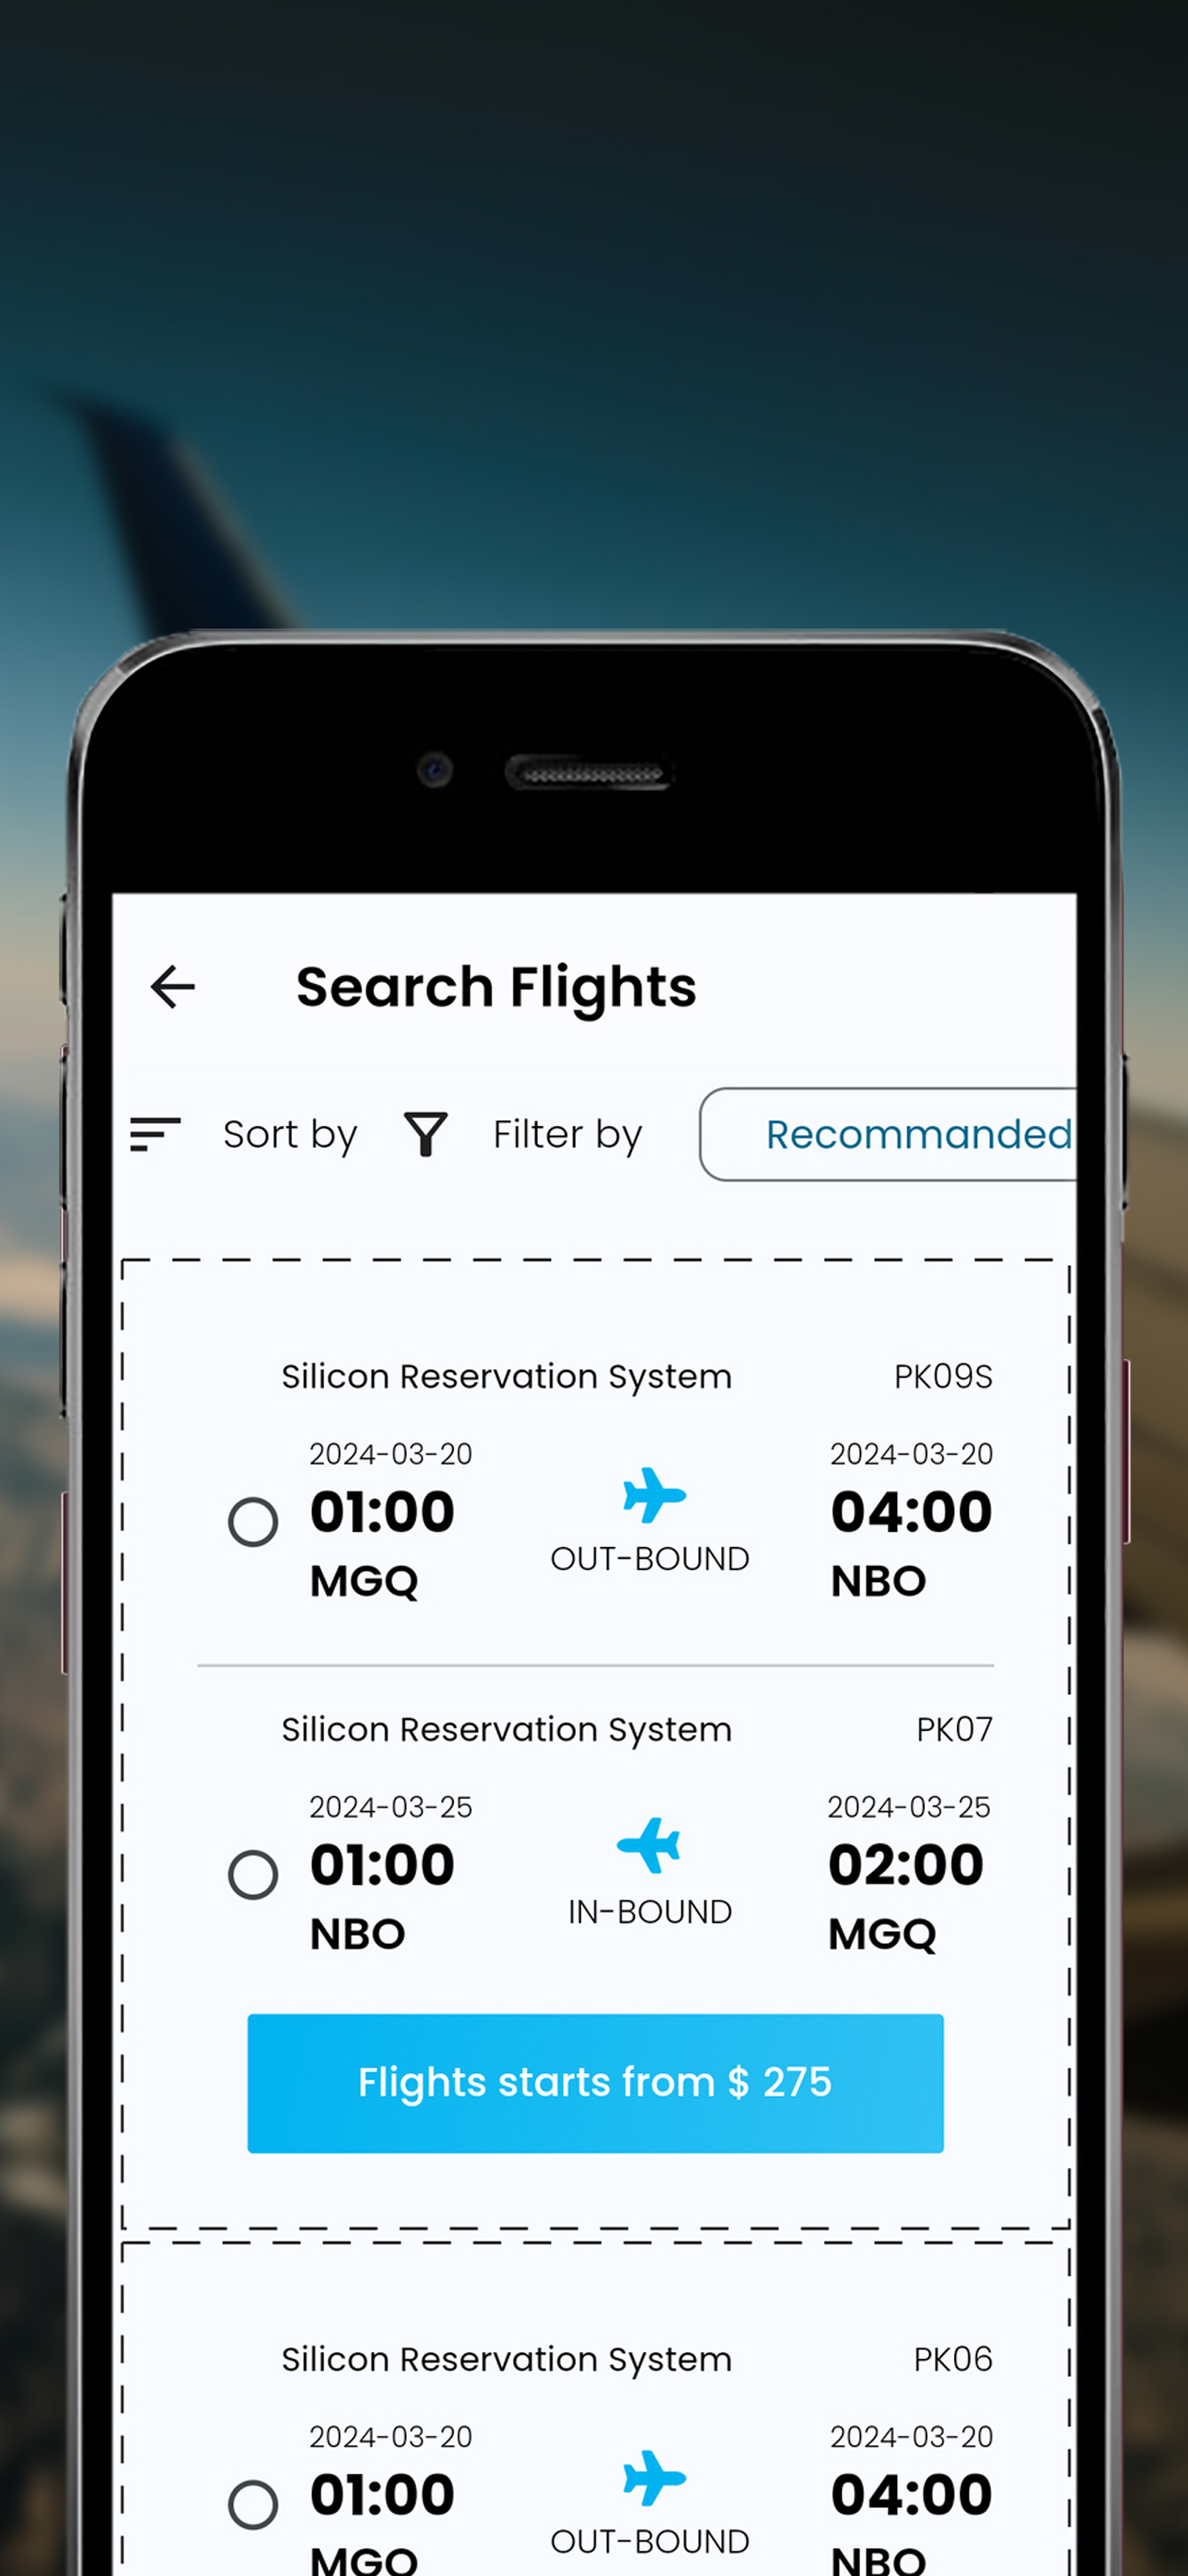 Search Flights
Sort by Filter by Recommanded
Silicon Reservation System PK09S
2024-03-20 2024-03-20
01:00 04:00
OUT-BOUND
MGQ NBO
Silicon Reservation System PK07
2024-03-25 2024-03-25
01:00 02:00
IN-BOUND
NBO MGQ
Flights starts from $ 275
Silicon Reservation System PK06
2024-03-20 2024-03-20
01:00 04:00
OUT-BOUND
MGQ NBO